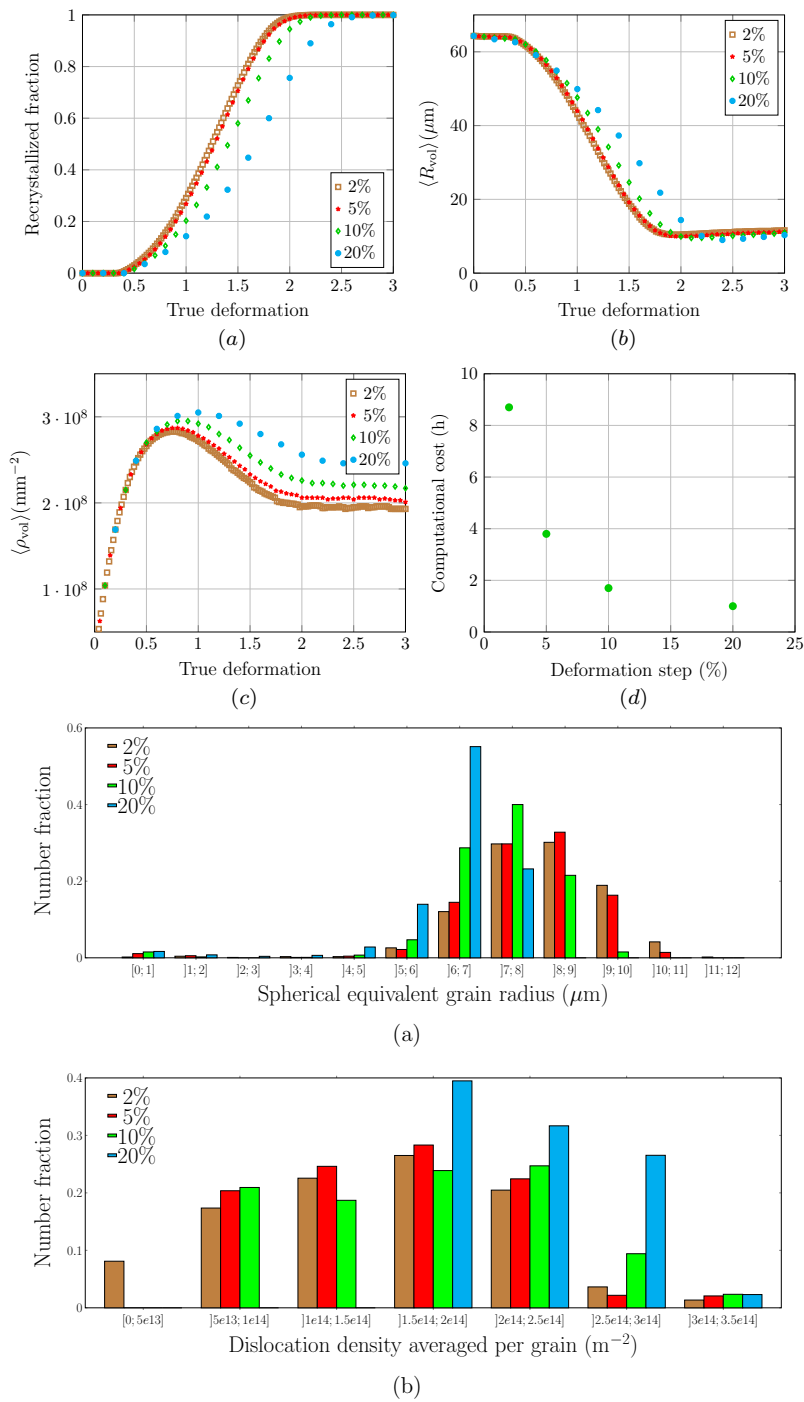 1
0.8
0.6
0.4
0.2
0
Recrystallized fraction
2%
5%
10%
20%
0 0.5 1 1.5 2 2.5 3
True deformation
(a)
60
40
20
0
⟨R_vol⟩(μm)
2%
5%
10%
20%
0 0.5 1 1.5 2 2.5 3
True deformation
(b)
3 · 10⁸
2 · 10⁸
1 · 10⁸
⟨ρ_vol⟩(mm⁻²)
2%
5%
10%
20%
0 0.5 1 1.5 2 2.5 3
True deformation
(c)
10
8
6
4
2
0
Computational cost (h)
0 5 10 15 20 25
Deformation step (%)
(d)
0.6
0.4
0.2
0
Number fraction
2%
5%
10%
20%
[0; 1] ]1; 2] ]2; 3] ]3; 4] ]4; 5] ]5; 6] ]6; 7] ]7; 8] ]8; 9] ]9; 10] ]10; 11] ]11; 12]
Spherical equivalent grain radius (μm)
(a)
0.4
0.3
0.2
0.1
0
Number fraction
2%
5%
10%
20%
[0; 5e13] ]5e13; 1e14] ]1e14; 1.5e14] ]1.5e14; 2e14] ]2e14; 2.5e14] ]2.5e14; 3e14] ]3e14; 3.5e14]
Dislocation density averaged per grain (m⁻²)
(b)